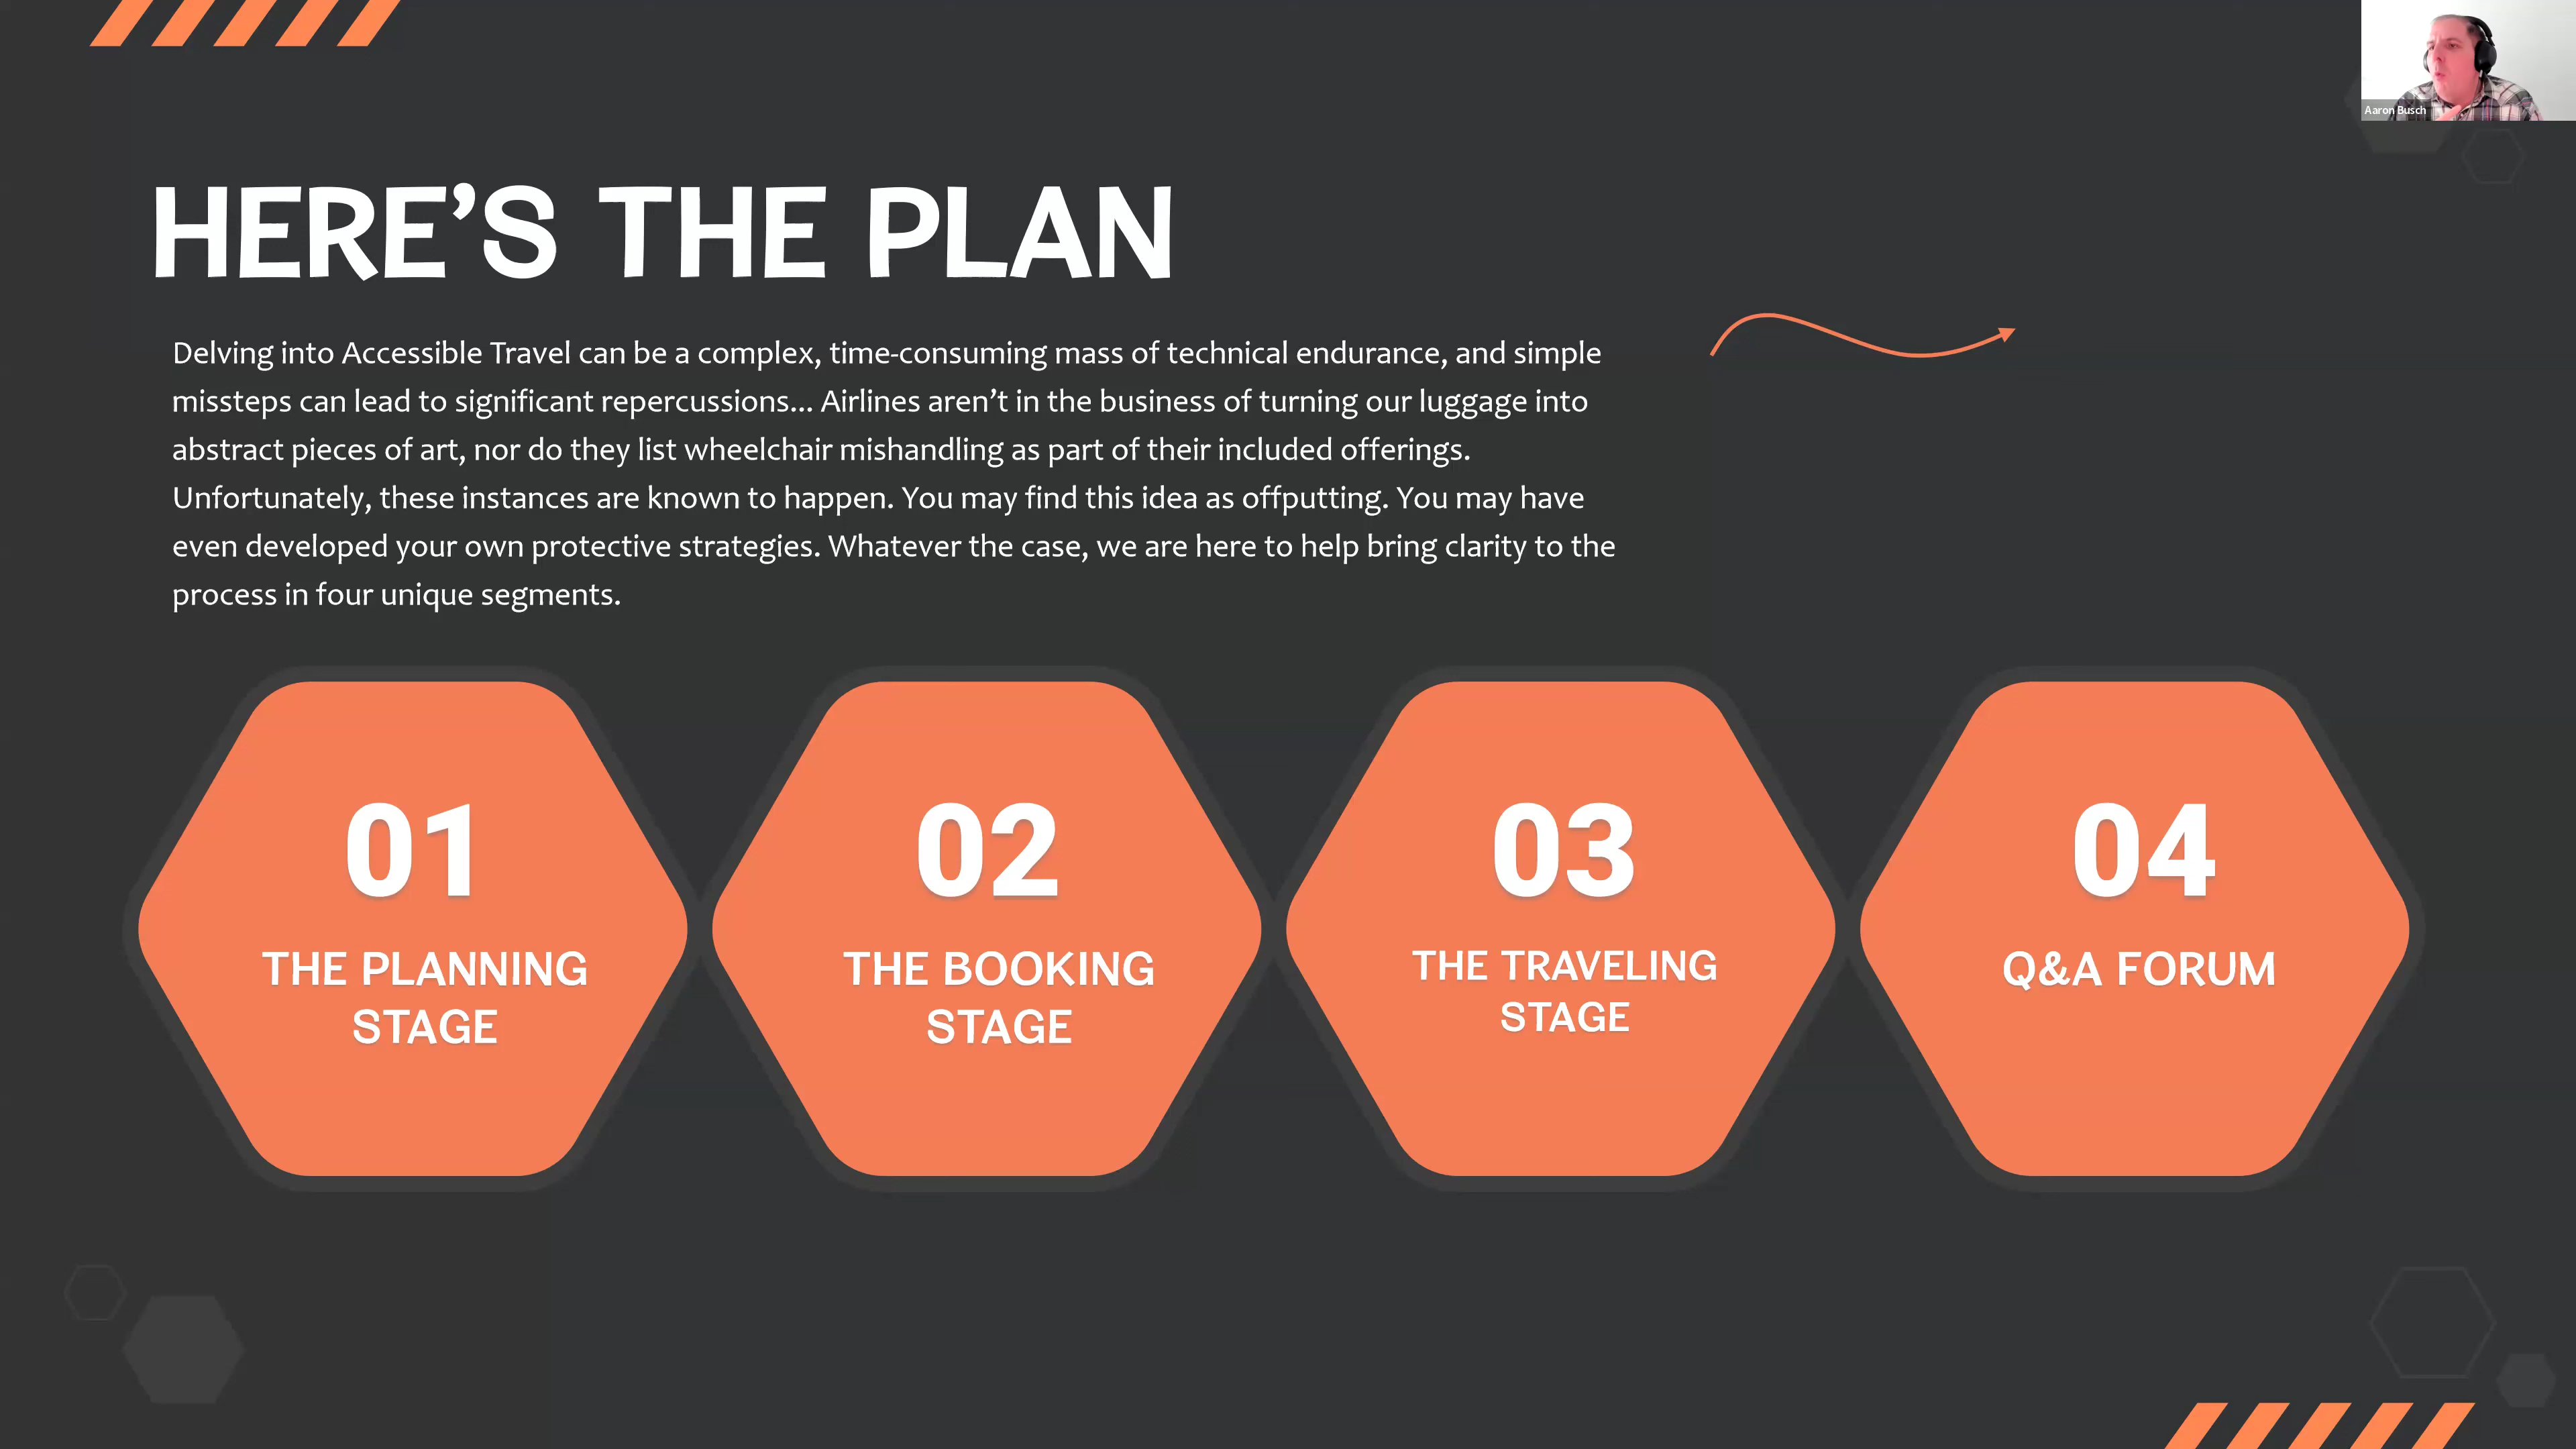 Aaron Busch
HERE’S THE PLAN
Delving into Accessible Travel can be a complex, time-consuming mass of technical endurance, and simple
missteps can lead to significant repercussions... Airlines aren’t in the business of turning our luggage into
abstract pieces of art, nor do they list wheelchair mishandling as part of their included offerings.
Unfortunately, these instances are known to happen. You may find this idea as offputting. You may have
even developed your own protective strategies. Whatever the case, we are here to help bring clarity to the
process in four unique segments.
01
THE PLANNING
STAGE
02
THE BOOKING
STAGE
03
THE TRAVELING
STAGE
04
Q&A FORUM